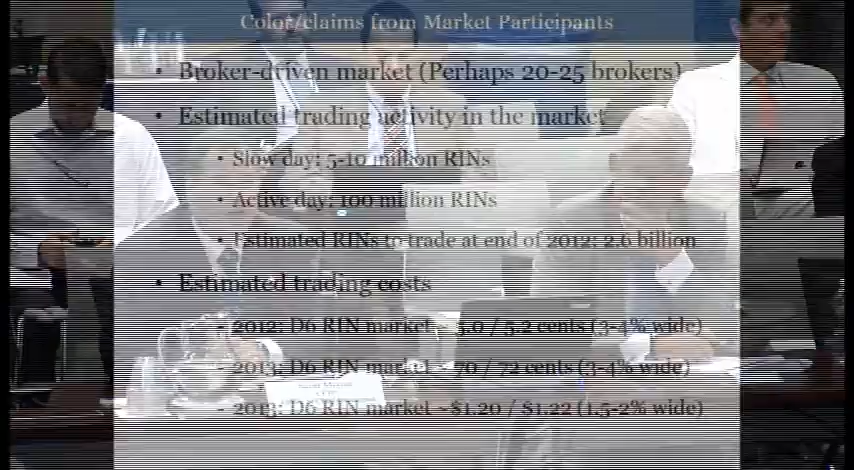 Color/claims from Market Participants
• Broker-driven market (Perhaps 20-25 brokers)
• Estimated trading activity in the market
• Slow day: 5-10 million RINs
• Active day: 100 million RINs
• Estimated RINs to trade at end of 2012: 2.6 billion
• Estimated trading costs
- 2012: D6 RIN market ~ 5.0 / 5.2 cents (3-4% wide)
- 2013: D6 RIN market ~ 70 / 72 cents (3-4% wide)
- 2013: D6 RIN market ~$1.20 / $1.22 (1.5-2% wide)